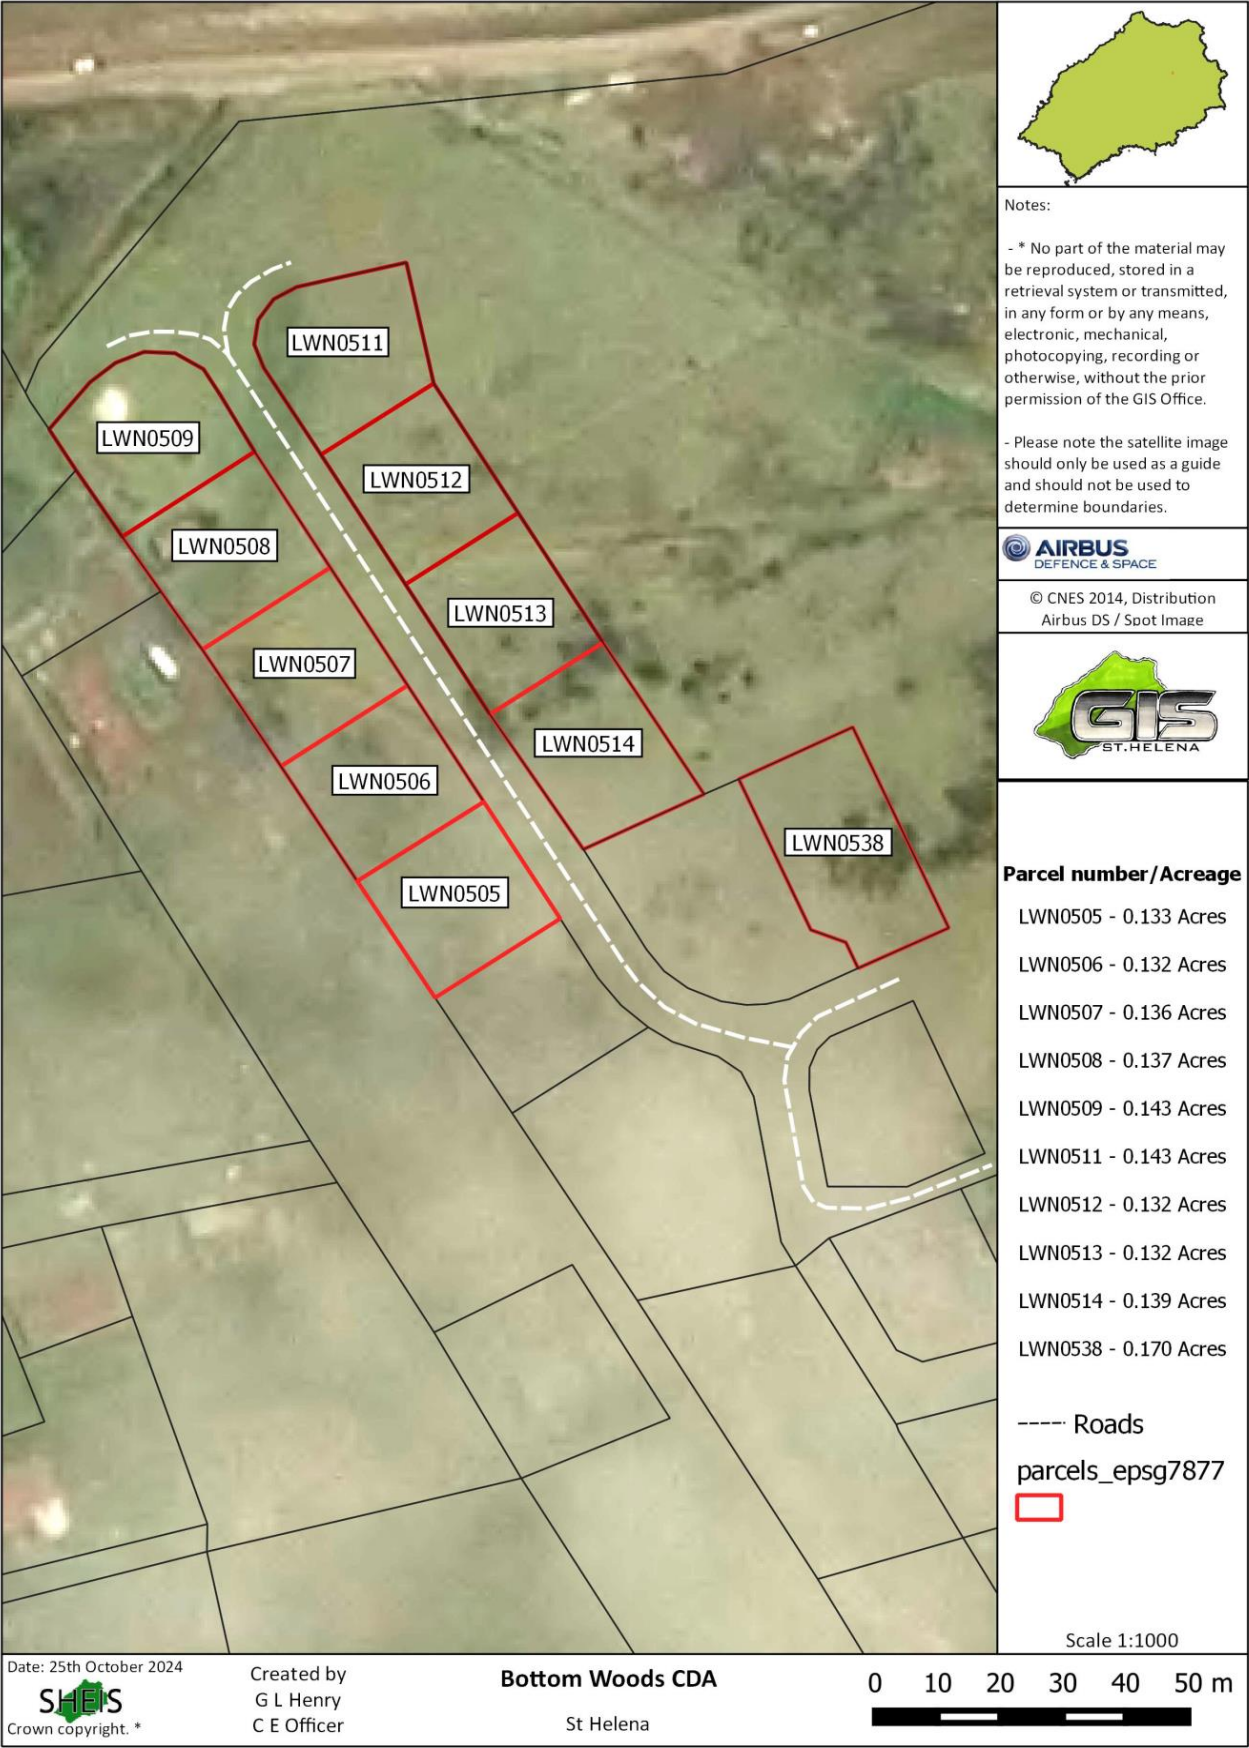 LWN0511
LWN0509
LWN0512
LWN0508
LWN0513
LWN0507
LWN0514
LWN0506
LWN0538
LWN0505
Notes:
- * No part of the material may
be reproduced, stored in a
retrieval system or transmitted,
in any form or by any means,
electronic, mechanical,
photocopying, recording or
otherwise, without the prior
permission of the GIS Office.
- Please note the satellite image
should only be used as a guide
and should not be used to
determine boundaries.
AIRBUS
DEFENCE & SPACE
© CNES 2014, Distribution
Airbus DS / Spot Image
GIS
ST.HELENA
Parcel number/Acreage
LWN0505 - 0.133 Acres
LWN0506 - 0.132 Acres
LWN0507 - 0.136 Acres
LWN0508 - 0.137 Acres
LWN0509 - 0.143 Acres
LWN0511 - 0.143 Acres
LWN0512 - 0.132 Acres
LWN0513 - 0.132 Acres
LWN0514 - 0.139 Acres
LWN0538 - 0.170 Acres
Roads
parcels_epsg7877
Scale 1:1000
Date: 25th October 2024
SHEIS
Crown copyright. *
Created by
G L Henry
C E Officer
Bottom Woods CDA
St Helena
0 10 20 30 40 50 m